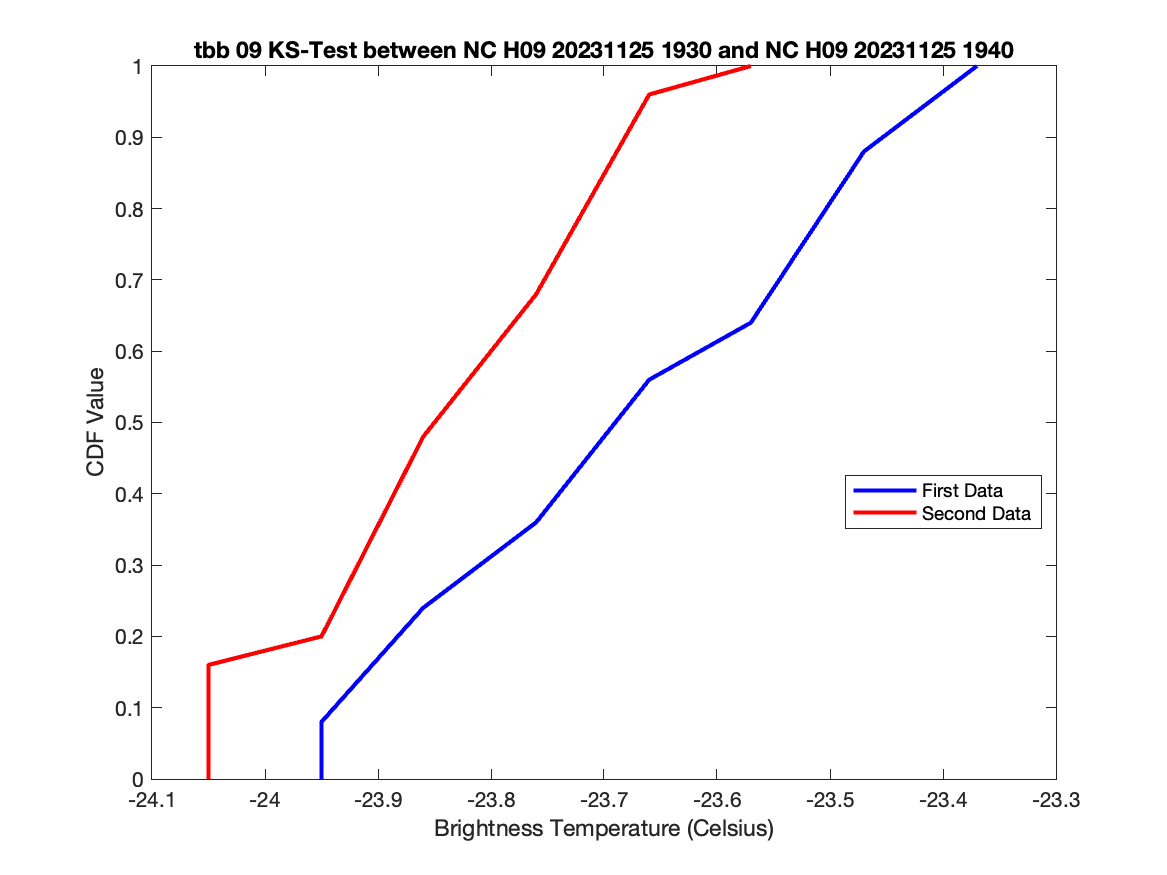 tbb 09 KS-Test between NC H09 20231125 1930 and NC H09 20231125 1940
1
0.9
0.8
0.7
0.6
0.5
0.4
0.3
0.2
0.1
0
CDF Value
First Data
Second Data
-24.1 -24 -23.9 -23.8 -23.7 -23.6 -23.5 -23.4 -23.3
Brightness Temperature (Celsius)